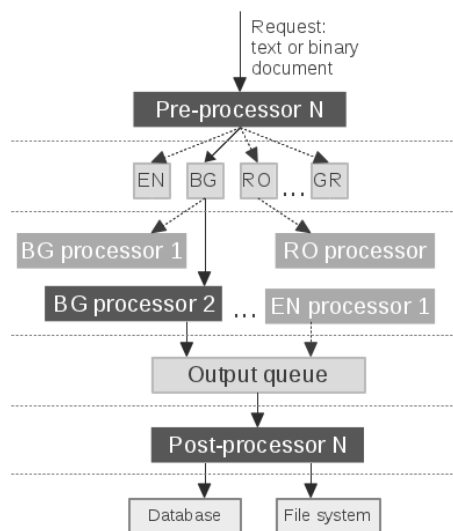 Request:
text or binary
document
Pre-processor N
EN BG RO ... GR
BG processor 1 RO processor
BG processor 2 ... EN processor 1
Output queue
Post-processor N
Database File system